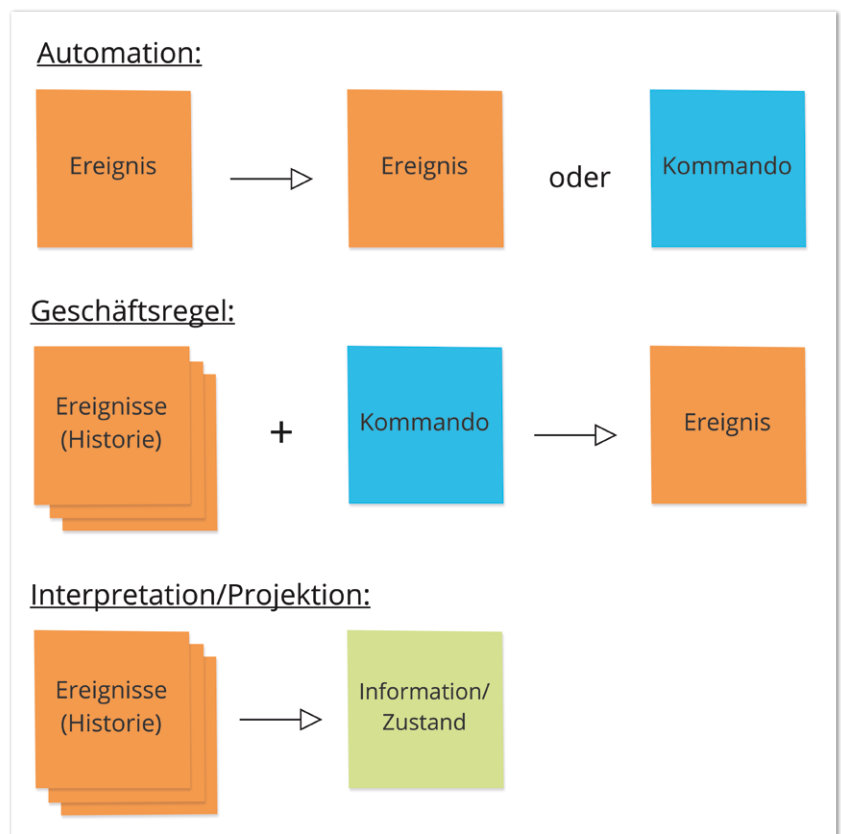 Automation:
Ereignis
Ereignis
oder
Kommando
Geschäftsregel:
Ereignisse
(Historie)
+
Kommando
Ereignis
Interpretation/Projektion:
Ereignisse
(Historie)
Information/
Zustand